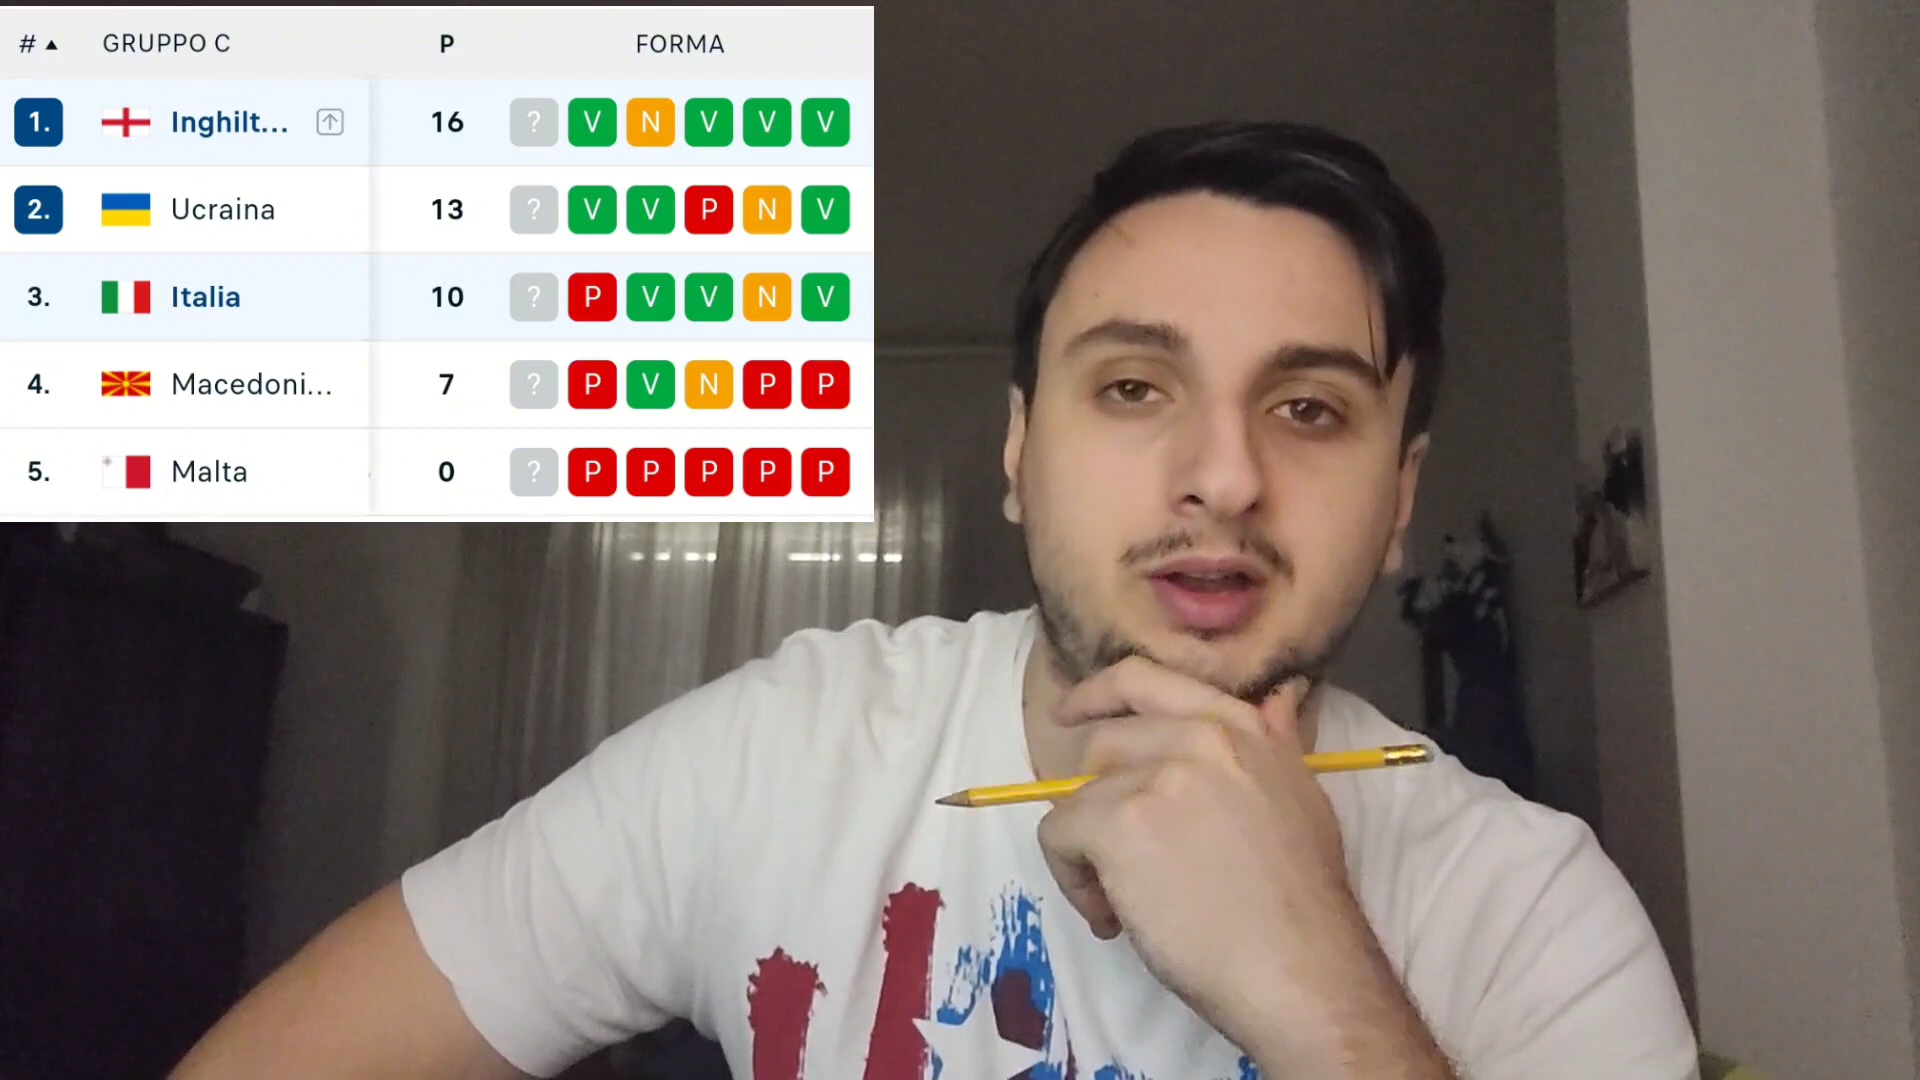 # ▲ GRUPPO C P FORMA
1. Inghilt... 16 ? V N V V V
2. Ucraina 13 ? V V P N V
3. Italia 10 ? P V V N V
4. Macedoni... 7 ? P V N P P
5. Malta 0 ? P P P P P